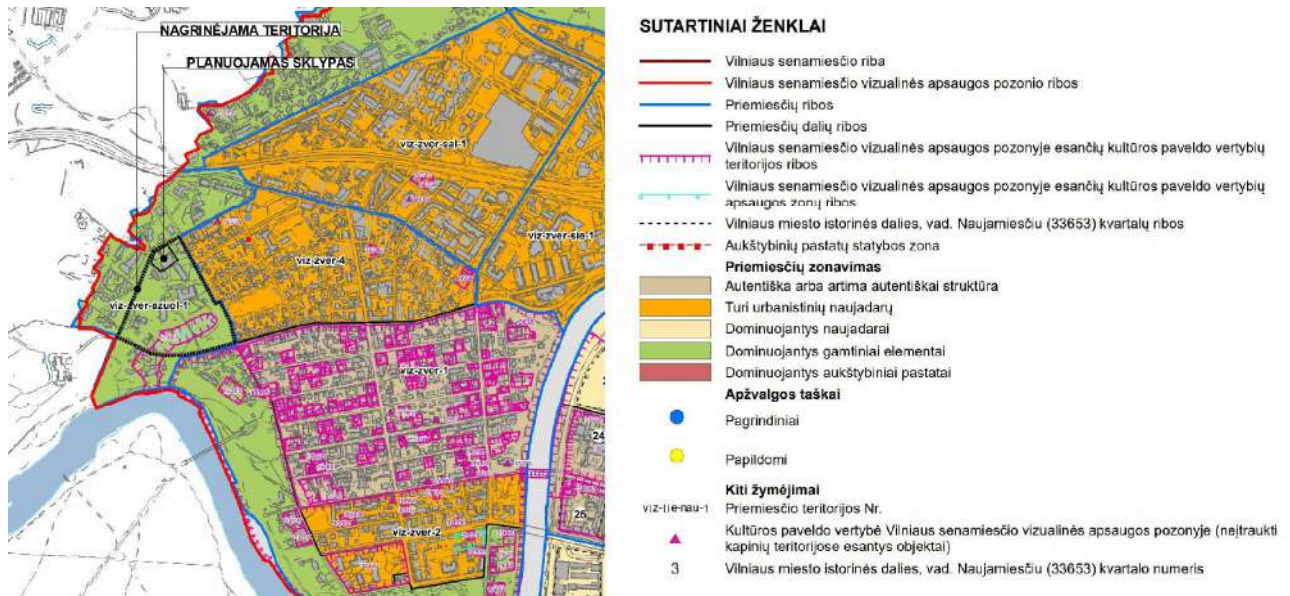 NAGRINĖJAMA TERITORIJA
PLANUOJAMAS SKLYPAS
viz-zver-sal-1
viz-zver-sie-1
viz-zver-4
viz-zver-azuol-1
viz-zver-1
viz-zver-2
24
25
SUTARTINIAI ŽENKLAI
Vilniaus senamiesčio riba
Vilniaus senamiesčio vizualinės apsaugos pozonio ribos
Priemiesčių ribos
Priemiesčių dalių ribos
Vilniaus senamiesčio vizualinės apsaugos pozonyje esančių kultūros paveldo vertybių
teritorijos ribos
Vilniaus senamiesčio vizualinės apsaugos pozonyje esančių kultūros paveldo vertybių
apsaugos zonų ribos
Vilniaus miesto istorinės dalies, vad. Naujamiesčiu (33653) kvartalų ribos
Aukštybinių pastatų statybos zona
Priemiesčių zonavimas
Autentiška arba artima autentiškai struktūra
Turi urbanistinių naujadarų
Dominuojantys naujadarai
Dominuojantys gamtiniai elementai
Dominuojantys aukštybiniai pastatai
Apžvalgos taškai
Pagrindiniai
Papildomi
Kiti žymėjimai
viz-lie-nau-1 Priemiesčio teritorijos Nr.
Kultūros paveldo vertybė Vilniaus senamiesčio vizualinės apsaugos pozonyje (neįtraukti
kapinių teritorijose esantys objektai)
3 Vilniaus miesto istorinės dalies, vad. Naujamiesčiu (33653) kvartalo numeris